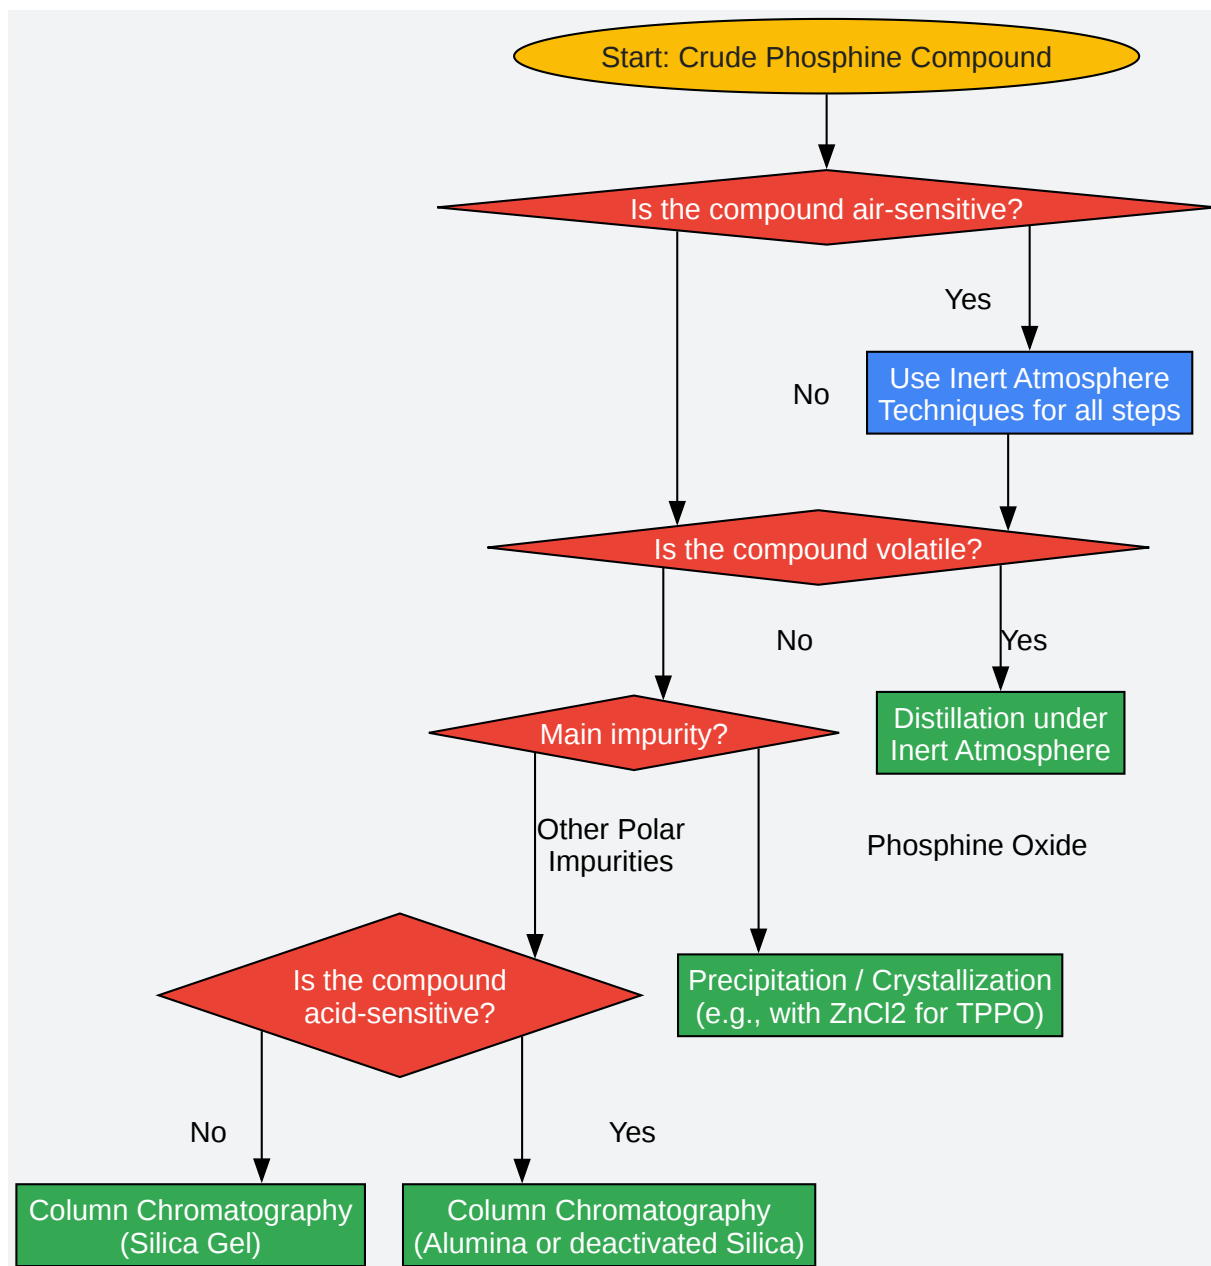 Start: Crude Phosphine Compound
Is the compound air-sensitive?
Yes
Use Inert Atmosphere
Techniques for all steps
No
Is the compound volatile?
No
Yes
Distillation under
Inert Atmosphere
Main impurity?
Other Polar
Impurities
Phosphine Oxide
Is the compound
acid-sensitive?
Precipitation / Crystallization
(e.g., with ZnCl2 for TPPO)
No
Yes
Column Chromatography
(Silica Gel)
Column Chromatography
(Alumina or deactivated Silica)